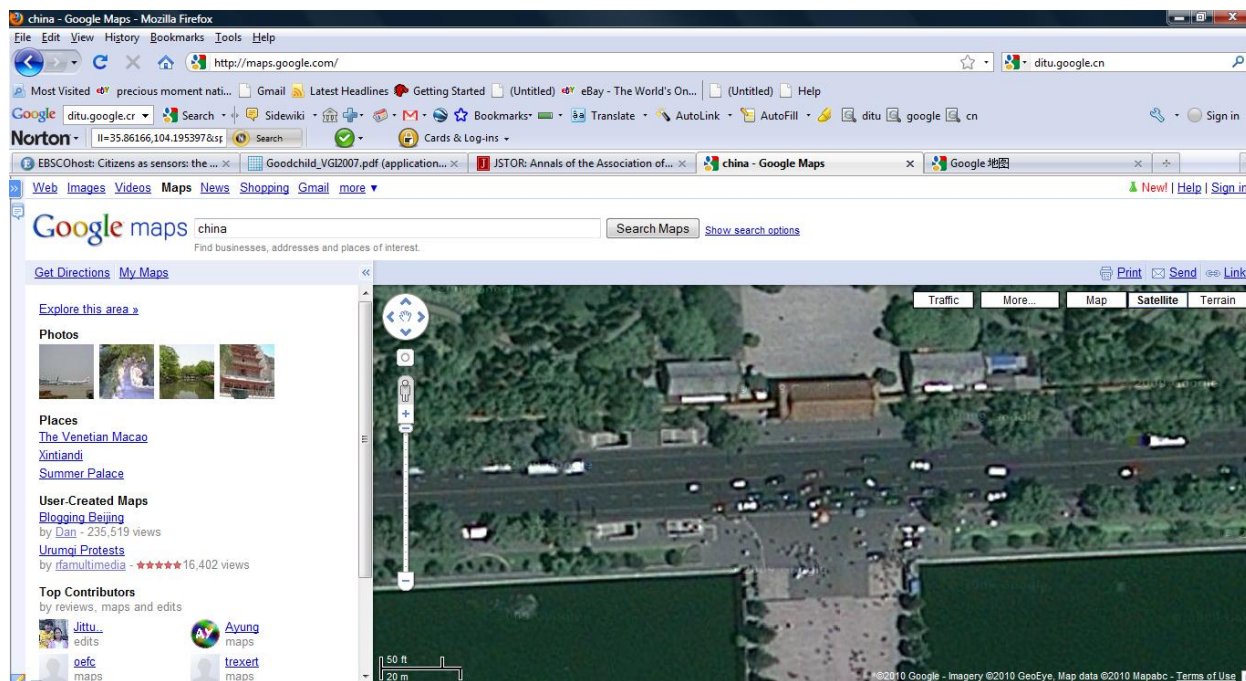 china - Google Maps - Mozilla Firefox
File Edit View History Bookmarks Tools Help
http://maps.google.com/
ditu.google.cn
Most Visited precious moment nati... Gmail Latest Headlines Getting Started (Untitled) eBay - The World's On... (Untitled) Help
Google ditu.google.cr Search Sidewiki Bookmarks Translate AutoLink AutoFill ditu google cn Sign in
Norton ll=35.86166,104.195397&sp Search Cards & Log-ins
EBSCOhost: Citizens as sensors: the ... Goodchild_VGI2007.pdf (application... JSTOR: Annals of the Association of... china - Google Maps Google 地图
Web Images Videos Maps News Shopping Gmail more
New! | Help | Sign in
Google maps china Search Maps Show search options
Find businesses, addresses and places of interest.
Get Directions My Maps
Print Send Link
Explore this area »
Photos
Places
The Venetian Macao
Xintiandi
Summer Palace
User-Created Maps
Blogging Beijing
by Dan - 235,519 views
Urumqi Protests
by rfamultimedia - 16,402 views
Top Contributors
by reviews, maps and edits
Jittu..
edits
Ayung
maps
oefc
maps
trexert
maps
Traffic More... Map Satellite Terrain
50 ft
20 m
©2010 Google - Imagery ©2010 GeoEye, Map data ©2010 Mapabc - Terms of Use